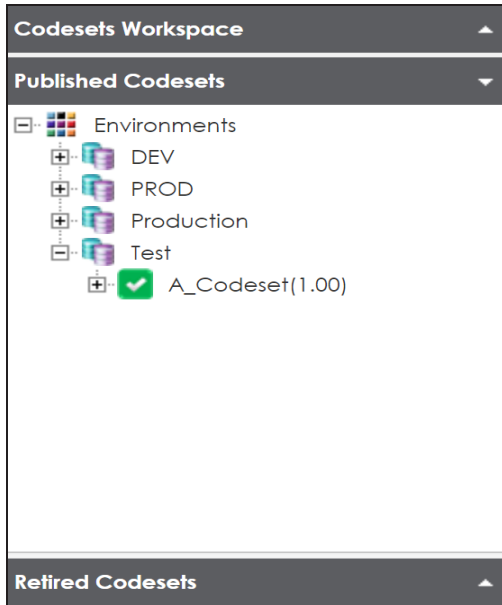 Codesets Workspace
Published Codesets
Environments
DEV
PROD
Production
Test
A_Codeset(1.00)
Retired Codesets